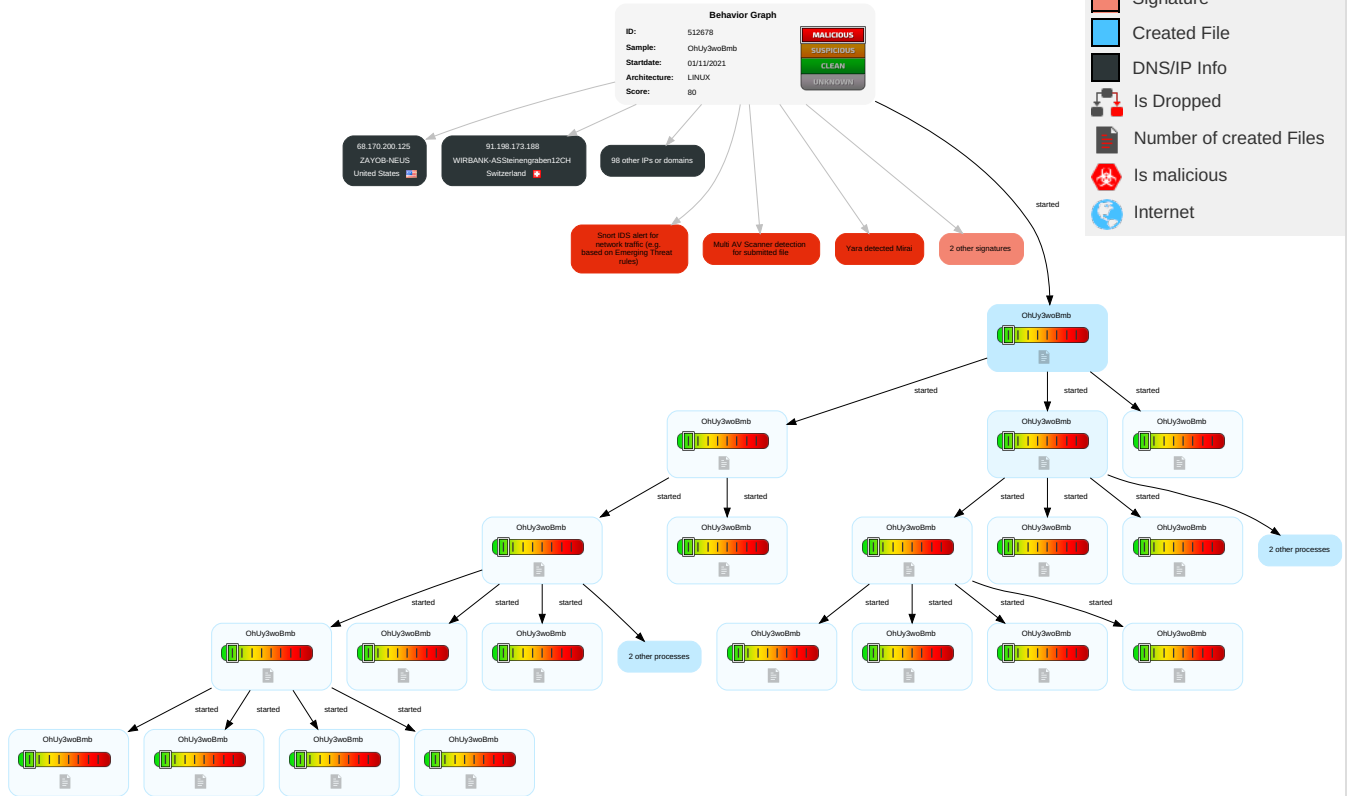 Behavior Graph
ID: 512678
Sample: OhUy3woBmb
Startdate: 01/11/2021
Architecture: LINUX
Score: 80
MALICIOUS
SUSPICIOUS
CLEAN
UNKNOWN
Signature
Created File
DNS/IP Info
Is Dropped
Number of created Files
Is malicious
Internet
68.170.200.125
ZAYOB-NEUS
United States
91.198.173.188
WIRBANK-ASSteinengraben12CH
Switzerland
98 other IPs or domains
started
Snort IDS alert for
network traffic (e.g.
based on Emerging Threat
rules)
Multi AV Scanner detection
for submitted file
Yara detected Mirai
2 other signatures
OhUy3woBmb
started
started
started
OhUy3woBmb
OhUy3woBmb
OhUy3woBmb
started
started
started
started
started
OhUy3woBmb
OhUy3woBmb
OhUy3woBmb
OhUy3woBmb
OhUy3woBmb
2 other processes
started
started
started
started
started
started
started
OhUy3woBmb
OhUy3woBmb
OhUy3woBmb
2 other processes
OhUy3woBmb
OhUy3woBmb
OhUy3woBmb
OhUy3woBmb
started
started
started
started
OhUy3woBmb
OhUy3woBmb
OhUy3woBmb
OhUy3woBmb